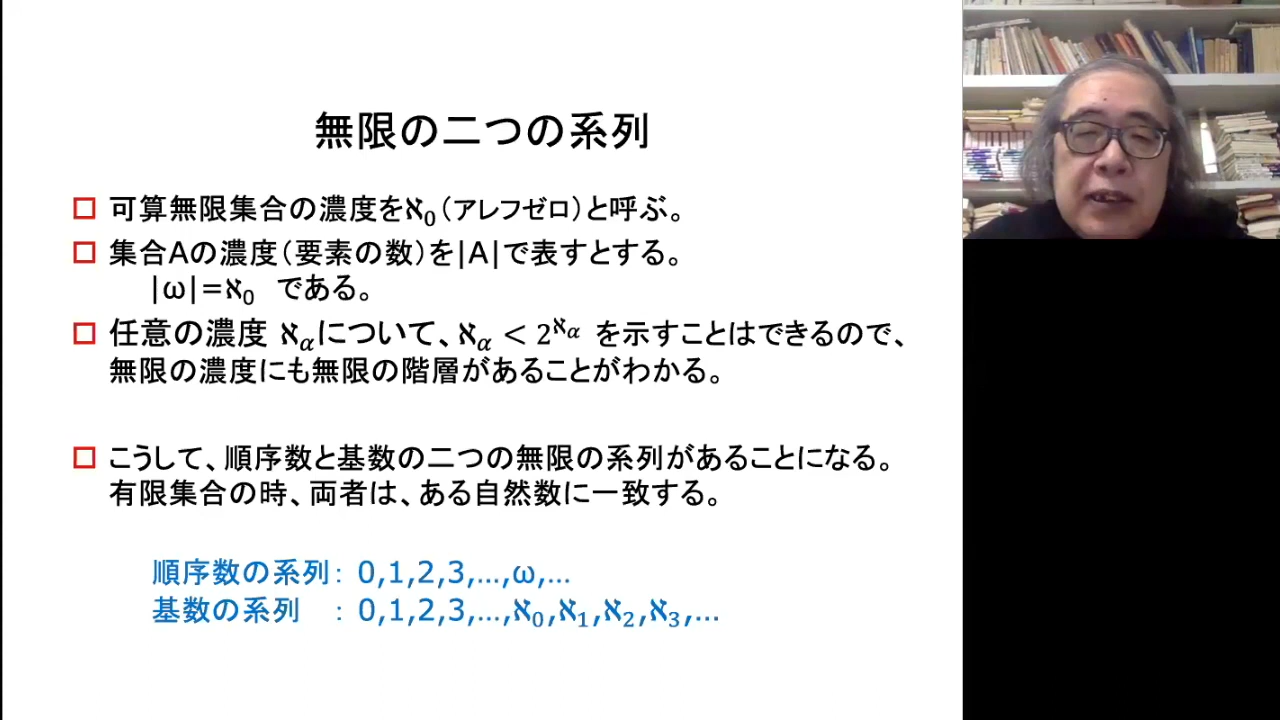 無限の二つの系列
□ 可算無限集合の濃度をℵ₀(アレフゼロ)と呼ぶ。
□ 集合Aの濃度(要素の数)を|A|で表すとする。
|ω|=ℵ₀ である。
□ 任意の濃度 ℵ_αについて、ℵ_α < 2^{ℵ_α} を示すことはできるので、
無限の濃度にも無限の階層があることがわかる。
□ こうして、順序数と基数の二つの無限の系列があることになる。
有限集合の時、両者は、ある自然数に一致する。
順序数の系列: 0,1,2,3,...,ω,...
基数の系列 : 0,1,2,3,...,ℵ₀,ℵ₁,ℵ₂,ℵ₃,...